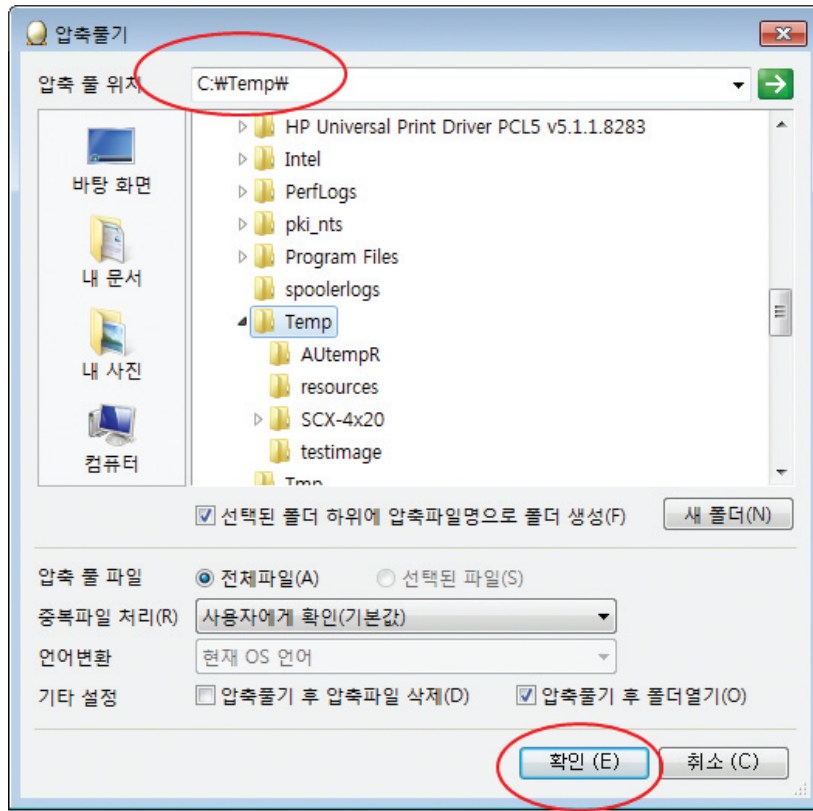 압축풀기
압축 풀 위치 C:₩Temp₩
HP Universal Print Driver PCL5 v5.1.1.8283
Intel
바탕 화면
PerfLogs
pki_nts
Program Files
내 문서
spoolerlogs
Temp
AUtempR
내 사진
resources
SCX-4x20
testimage
컴퓨터
Tmp
선택된 폴더 하위에 압축파일명으로 폴더 생성(F) 새 폴더(N)
압축 풀 파일 전체파일(A) 선택된 파일(S)
중복파일 처리(R) 사용자에게 확인(기본값)
언어변환 현재 OS 언어
기타 설정 압축풀기 후 압축파일 삭제(D) 압축풀기 후 폴더열기(O)
확인 (E) 취소 (C)